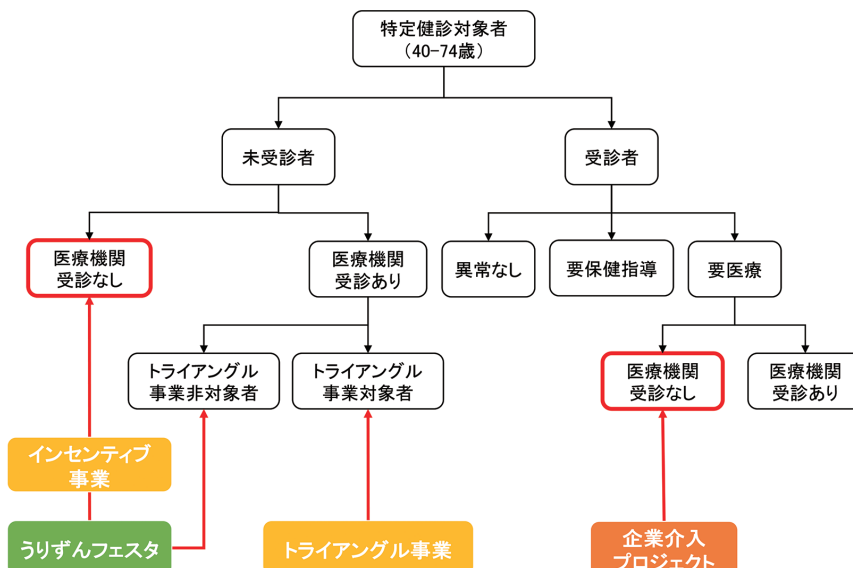 特定健診対象者
（40-74歳）
未受診者
受診者
医療機関
受診なし
医療機関
受診あり
異常なし
要保健指導
要医療
トライアングル
事業非対象者
トライアングル
事業対象者
医療機関
受診なし
医療機関
受診あり
インセンティブ
事業
うりずんフェスタ
トライアングル事業
企業介入
プロジェクト